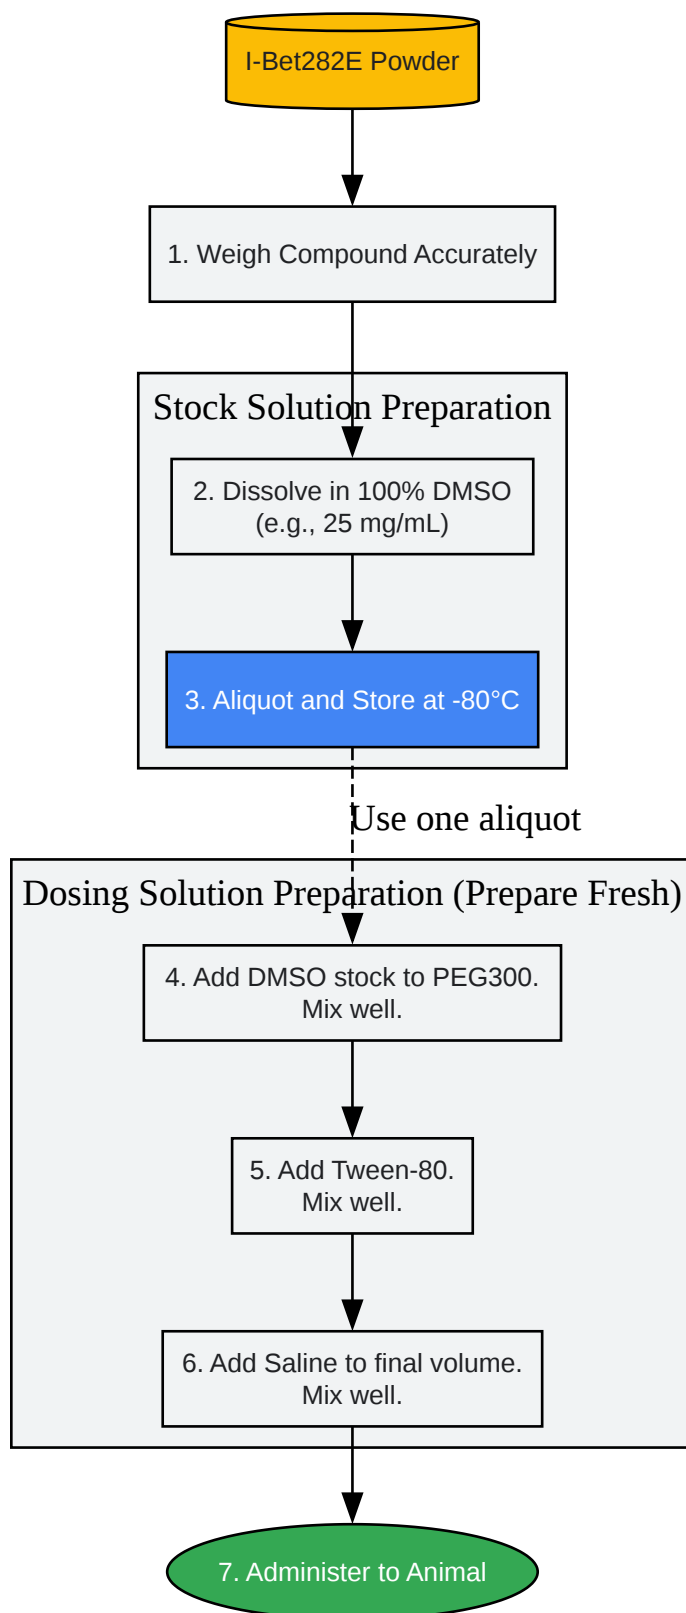 I-Bet282E Powder
1. Weigh Compound Accurately
Stock Solution Preparation
2. Dissolve in 100% DMSO
(e.g., 25 mg/mL)
3. Aliquot and Store at -80°C
Use one aliquot
Dosing Solution Preparation (Prepare Fresh)
4. Add DMSO stock to PEG300.
Mix well.
5. Add Tween-80.
Mix well.
6. Add Saline to final volume.
Mix well.
7. Administer to Animal